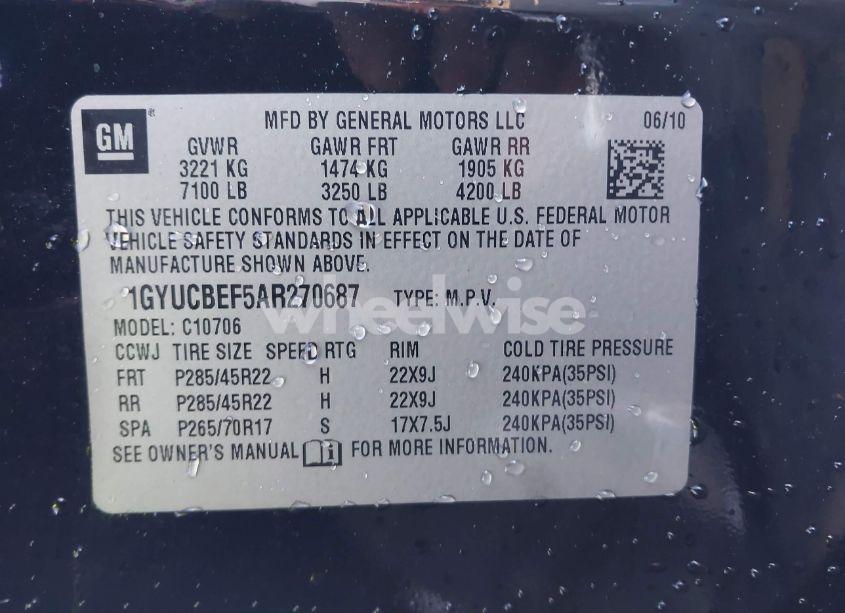 GM
MFD BY GENERAL MOTORS LLC 06/10
GVWR GAWR FRT GAWR RR
3221 KG 1474 KG 1905 KG
7100 LB 3250 LB 4200 LB
THIS VEHICLE CONFORMS TO ALL APPLICABLE U.S. FEDERAL MOTOR
VEHICLE SAFETY STANDARDS IN EFFECT ON THE DATE OF
MANUFACTURE SHOWN ABOVE.
1GYUCBEF5AR270687 TYPE: M.P.V.
wheelwise
MODEL: C10706
CCWJ TIRE SIZE SPEED RTG RIM COLD TIRE PRESSURE
FRT P285/45R22 H 22X9J 240KPA(35PSI)
RR P285/45R22 H 22X9J 240KPA(35PSI)
SPA P265/70R17 S 17X7.5J 240KPA(35PSI)
SEE OWNER'S MANUAL FOR MORE INFORMATION.